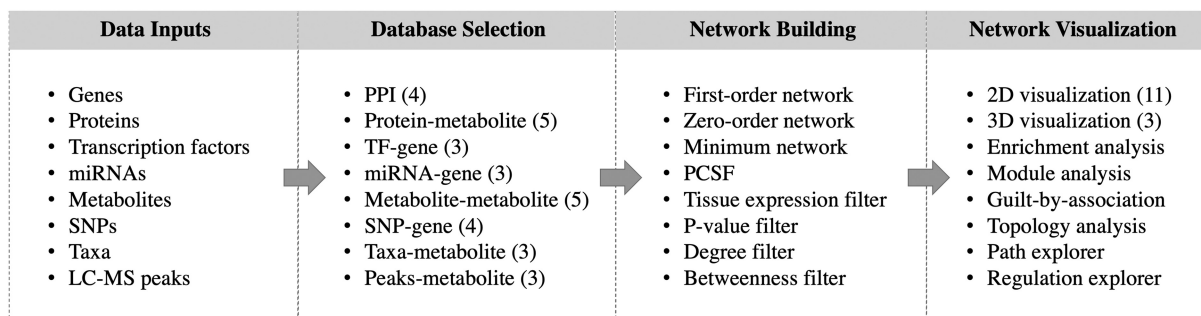 Data Inputs
• Genes
• Proteins
• Transcription factors
• miRNAs
• Metabolites
• SNPs
• Taxa
• LC-MS peaks
Database Selection
• PPI (4)
• Protein-metabolite (5)
• TF-gene (3)
• miRNA-gene (3)
• Metabolite-metabolite (5)
• SNP-gene (4)
• Taxa-metabolite (3)
• Peaks-metabolite (3)
Network Building
• First-order network
• Zero-order network
• Minimum network
• PCSF
• Tissue expression filter
• P-value filter
• Degree filter
• Betweenness filter
Network Visualization
• 2D visualization (11)
• 3D visualization (3)
• Enrichment analysis
• Module analysis
• Guilt-by-association
• Topology analysis
• Path explorer
• Regulation explorer